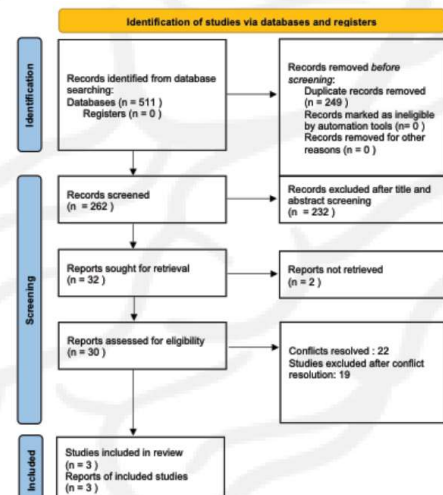 Identification of studies via databases and registers
Identification
Records identified from database
searching:
Databases (n = 511 )
Registers (n = 0 )
Records removed before
screening:
Duplicate records removed
(n = 249 )
Records marked as ineligible
by automation tools (n= 0 )
Records removed for other
reasons (n = 0 )
Screening
Records screened
(n = 262 )
Records excluded after title and
abstract screening
(n = 232 )
Reports sought for retrieval
(n = 32 )
Reports not retrieved
(n = 2 )
Reports assessed for eligibility
(n = 30 )
Conflicts resolved : 22
Studies excluded after conflict
resolution: 19
Included
Studies included in review
(n = 3 )
Reports of included studies
(n = 3 )